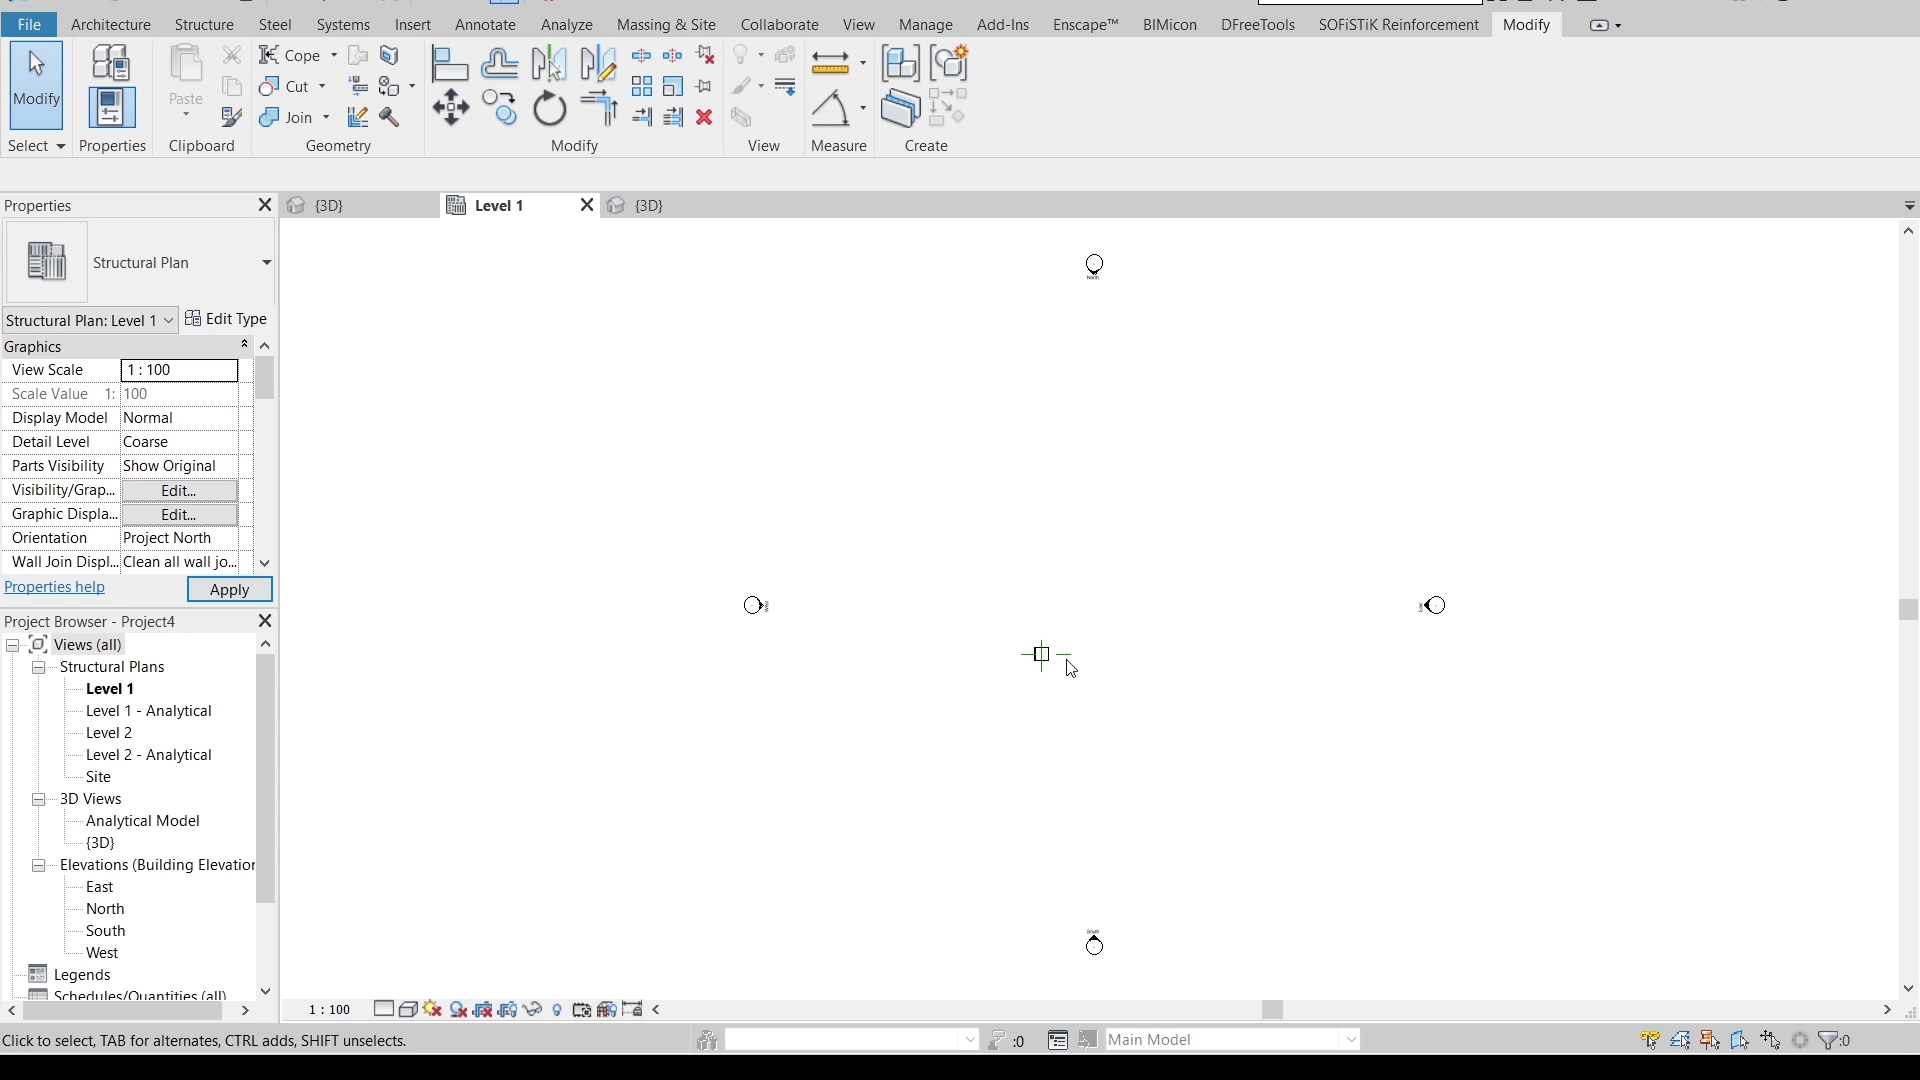 File Architecture Structure Steel Systems Insert Annotate Analyze Massing & Site Collaborate View Manage Add-Ins Enscape™ BIMicon DFreeTools SOFiSTiK Reinforcement Modify
Modify
Paste
Cope
Cut
Join
Select Properties Clipboard Geometry Modify View Measure Create
Properties
{3D}
Level 1
{3D}
Structural Plan
Structural Plan: Level 1
Edit Type
Graphics
View Scale 1 : 100
Scale Value 1: 100
Display Model Normal
Detail Level Coarse
Parts Visibility Show Original
Visibility/Grap... Edit...
Graphic Displa... Edit...
Orientation Project North
Wall Join Displ... Clean all wall jo...
Properties help
Apply
North
South
Project Browser - Project4
Views (all)
Structural Plans
Level 1
Level 1 - Analytical
Level 2
Level 2 - Analytical
Site
3D Views
Analytical Model
{3D}
Elevations (Building Elevation
East
North
South
West
Legends
Schedules/Quantities (all)
1 : 100
Click to select, TAB for alternates, CTRL adds, SHIFT unselects.
:0
Main Model
:0